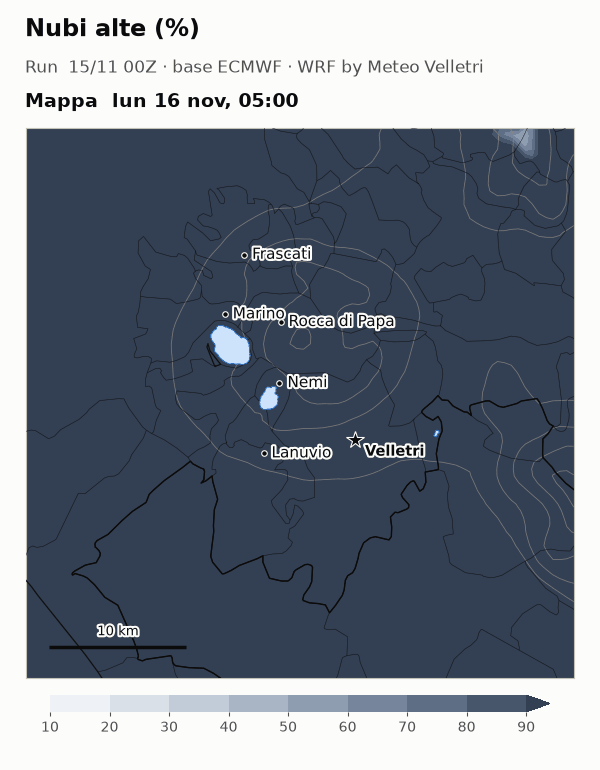 Nubi alte (%)
Run  15/11 00Z · base ECMWF · WRF by Meteo Velletri
Mappa  lun 16 nov, 05:00
Frascati
Marino
Rocca di Papa
Nemi
Velletri
Lanuvio
10 km
10 20 30 40 50 60 70 80 90